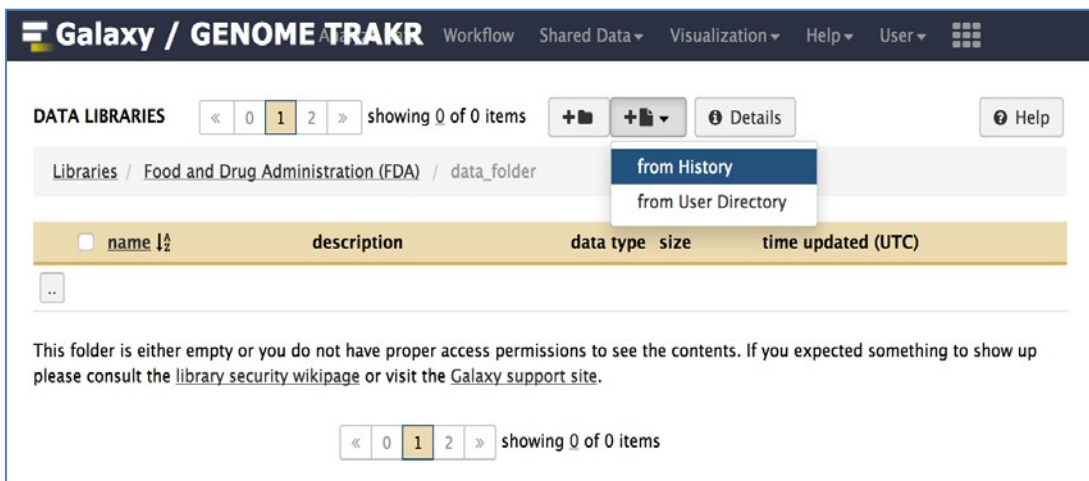 Galaxy / GENOME TRAKR Workflow Shared Data Visualization Help User
DATA LIBRARIES « 0 1 2 » showing 0 of 0 items + + Details Help
Libraries / Food and Drug Administration (FDA) / data_folder
from History
from User Directory
name description data type size time updated (UTC)
..
This folder is either empty or you do not have proper access permissions to see the contents. If you expected something to show up
please consult the library security wikipage or visit the Galaxy support site.
« 0 1 2 » showing 0 of 0 items